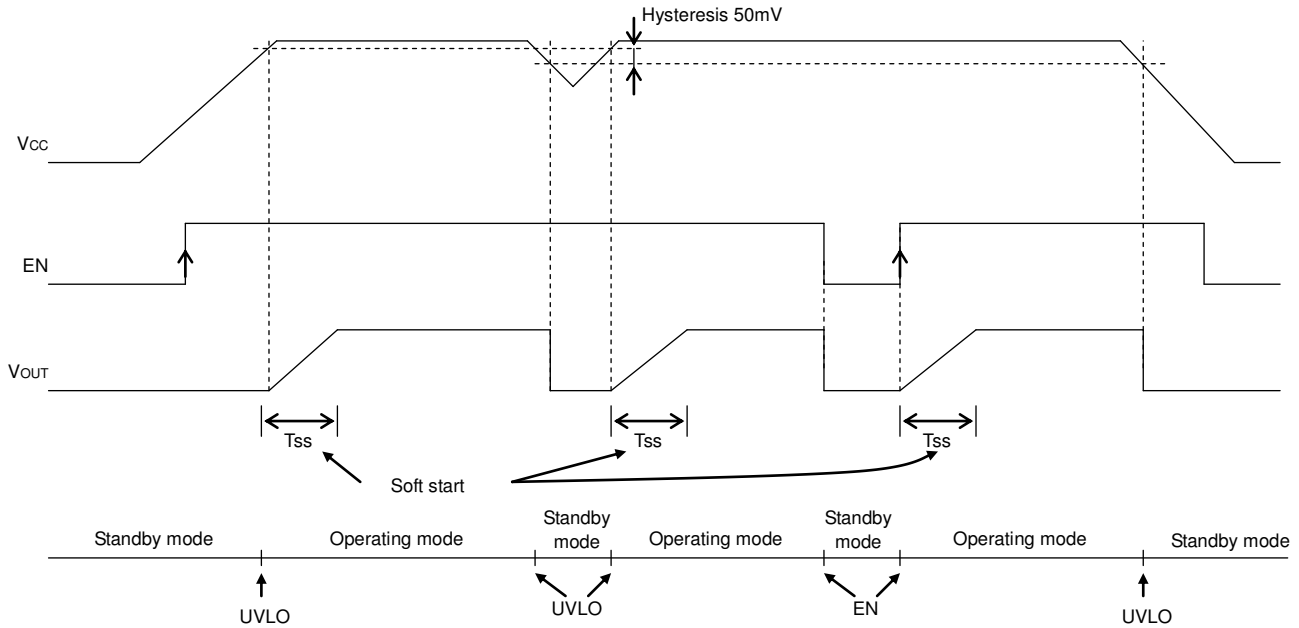 Hysteresis 50mV
VCC
EN
VOUT
Tss
Tss
Tss
Soft start
Standby mode
Operating mode
Standby
mode
Operating mode
Standby
mode
Operating mode
Standby mode
UVLO
UVLO
EN
UVLO